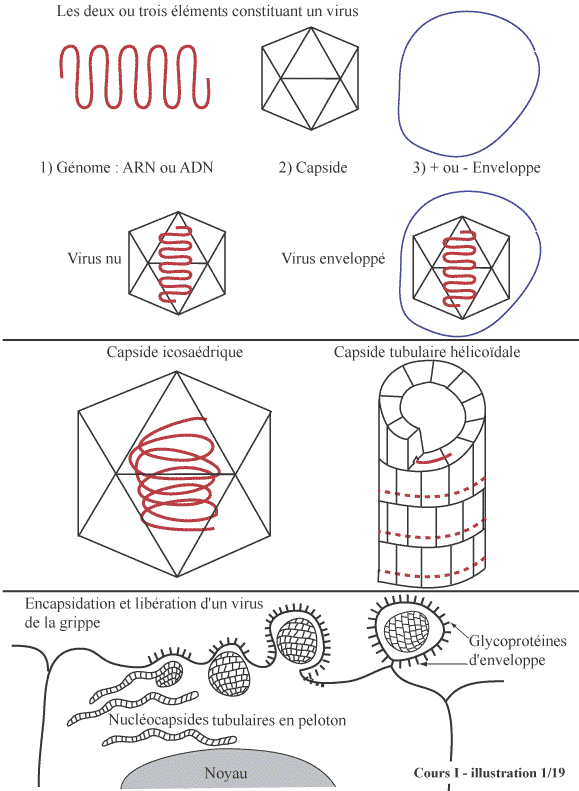 Les deux ou trois éléments constituant un virus
1) Génome : ARN ou ADN
2) Capside
3) + ou - Enveloppe
Virus nu
Virus enveloppé
Capside icosaédrique
Capside tubulaire hélicoïdale
Encapsidation et libération d'un virus
de la grippe
Glycoprotéines
d'enveloppe
Nucléocapsides tubulaires en peloton
Noyau
Cours I - illustration 1/19